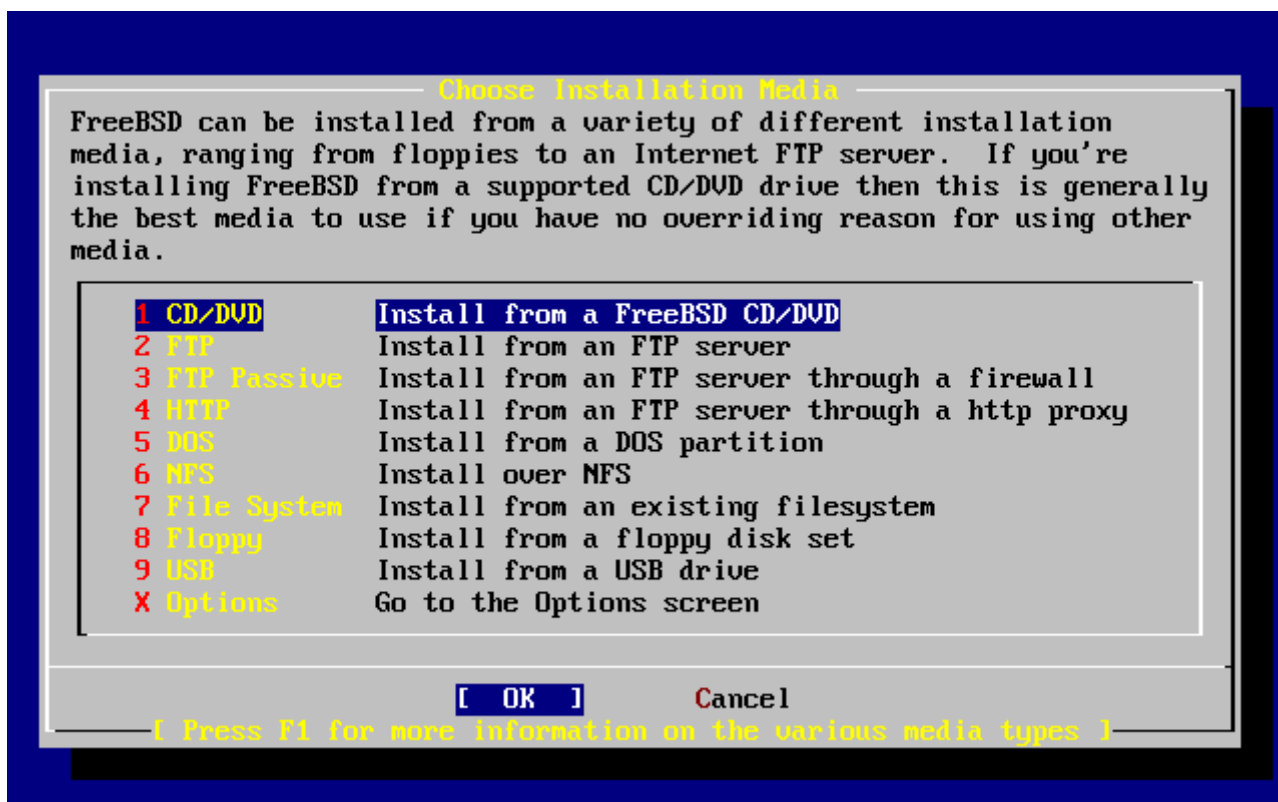 Choose Installation Media
FreeBSD can be installed from a variety of different installation
media, ranging from floppies to an Internet FTP server.  If you're
installing FreeBSD from a supported CD/DVD drive then this is generally
the best media to use if you have no overriding reason for using other
media.
1 CD/DVD Install from a FreeBSD CD/DVD
2 FTP Install from an FTP server
3 FTP Passive Install from an FTP server through a firewall
4 HTTP Install from an FTP server through a http proxy
5 DOS Install from a DOS partition
6 NFS Install over NFS
7 File System Install from an existing filesystem
8 Floppy Install from a floppy disk set
9 USB Install from a USB drive
X Options Go to the Options screen
[ OK ] Cancel
[ Press F1 for more information on the various media types ]